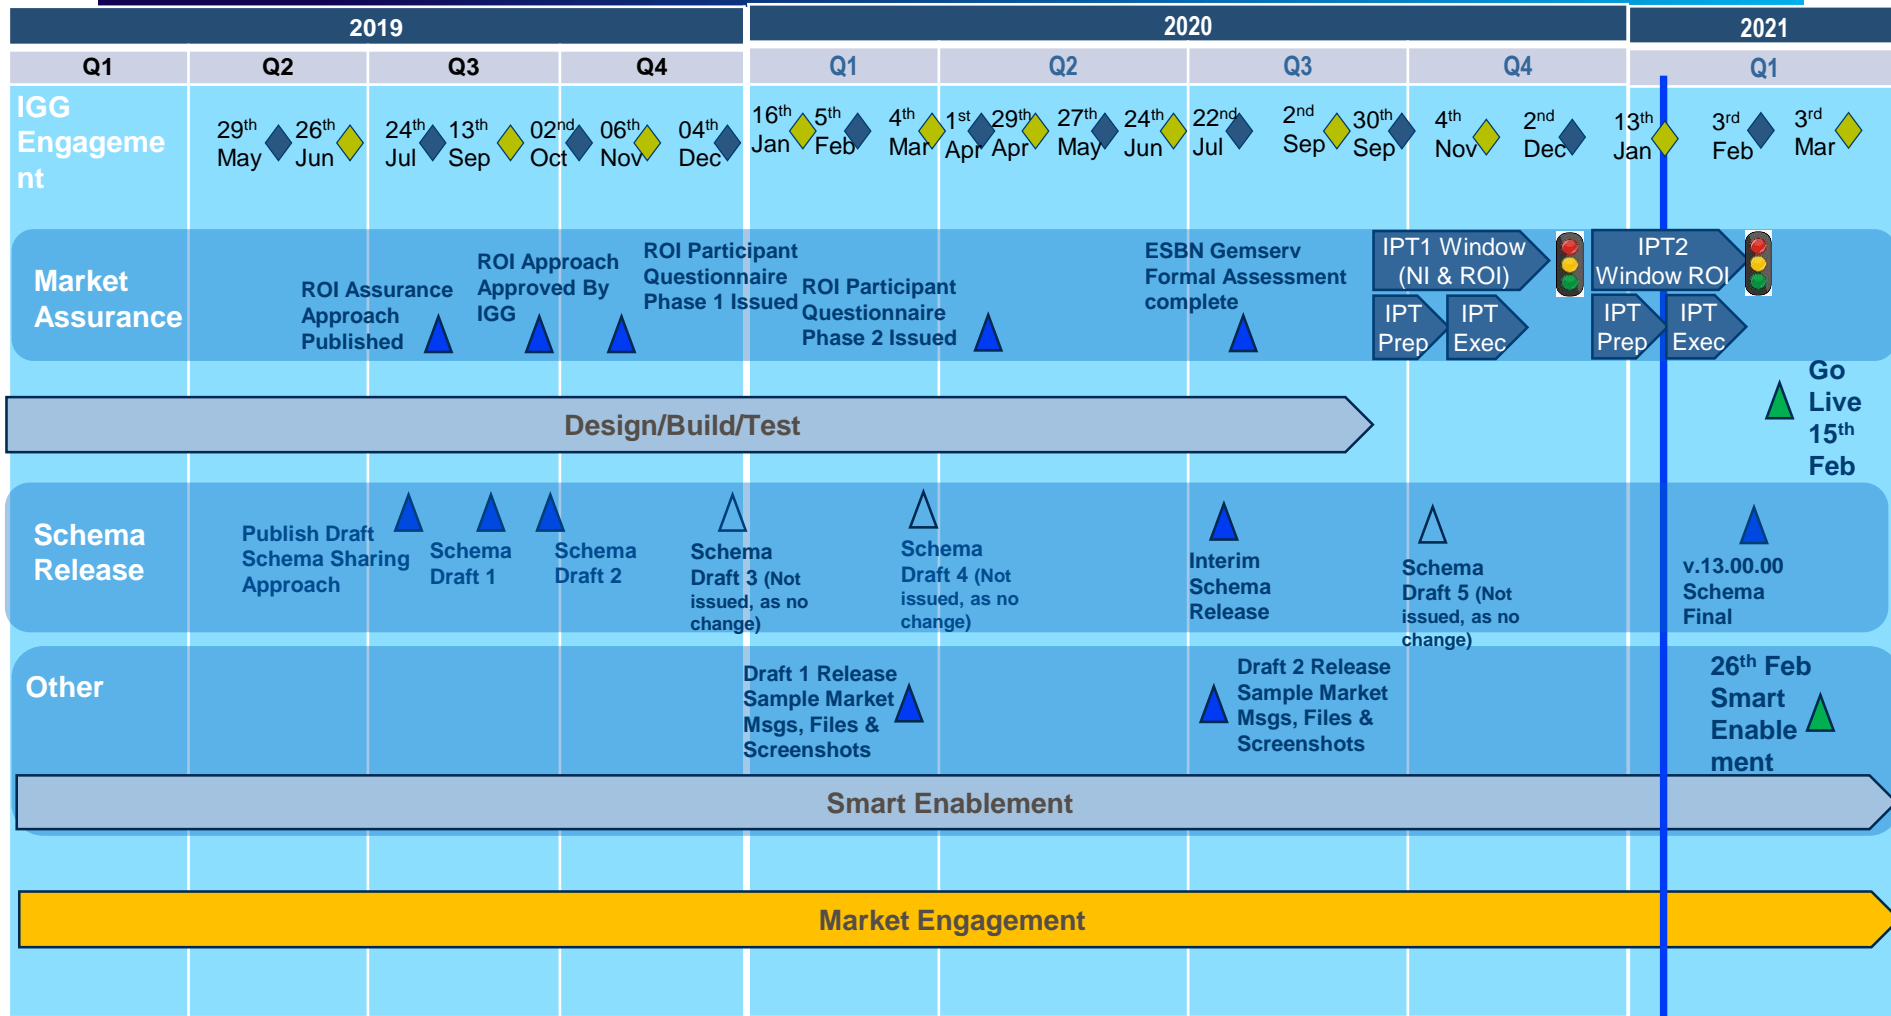 2019
2020
2021
Q1
Q2
Q3
Q4
Q1
Q2
Q3
Q4
Q1
IGG
Engageme
nt
29th
May
26th
Jun
24th
Jul
13th
Sep
02nd
Oct
06th
Nov
04th
Dec
16th
Jan
5th
Feb
4th
Mar
1st
Apr
29th
Apr
27th
May
24th
Jun
22nd
Jul
2nd
Sep
30th
Sep
4th
Nov
2nd
Dec
13th
Jan
3rd
Feb
3rd
Mar
Market
Assurance
ROI Assurance
Approach
Published
ROI Approach
Approved By
IGG
ROI Participant
Questionnaire
Phase 1 Issued
ROI Participant
Questionnaire
Phase 2 Issued
ESBN Gemserv
Formal Assessment
complete
IPT1 Window
(NI & ROI)
IPT
Prep
IPT
Exec
IPT2
Window ROI
IPT
Prep
IPT
Exec
Go
Live
15th
Feb
Design/Build/Test
Schema
Release
Publish Draft
Schema Sharing
Approach
Schema
Draft 1
Schema
Draft 2
Schema
Draft 3 (Not
issued, as no
change)
Schema
Draft 4 (Not
issued, as no
change)
Interim
Schema
Release
Schema
Draft 5 (Not
issued, as no
change)
v.13.00.00
Schema
Final
Other
Draft 1 Release
Sample Market
Msgs, Files &
Screenshots
Draft 2 Release
Sample Market
Msgs, Files &
Screenshots
26th Feb
Smart
Enable
ment
Smart Enablement
Market Engagement